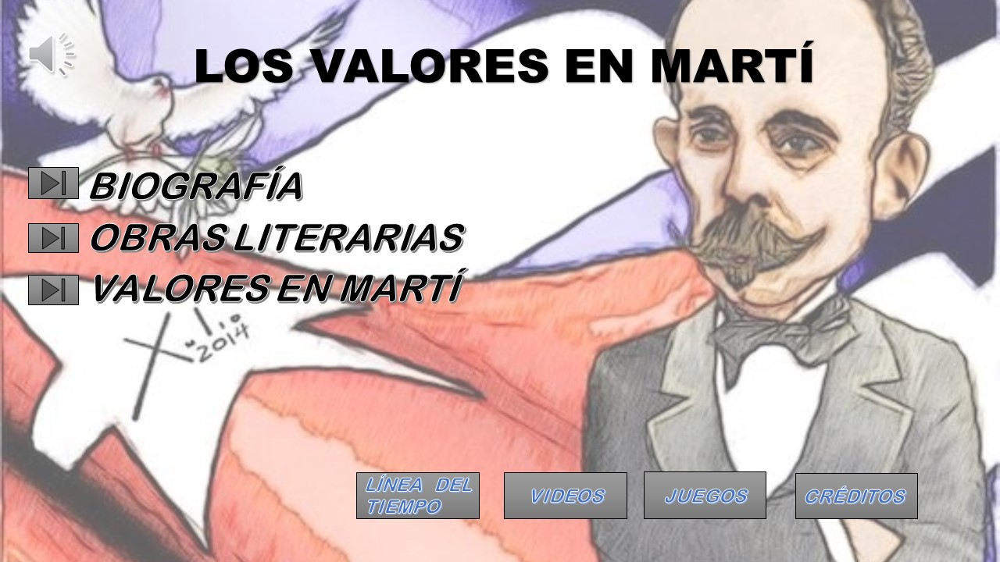 LOS VALORES EN MARTÍ
BIOGRAFÍA
OBRAS LITERARIAS
VALORES EN MARTÍ
2014
LÍNEA DEL
TIEMPO
VIDEOS
JUEGOS
CRÉDITOS